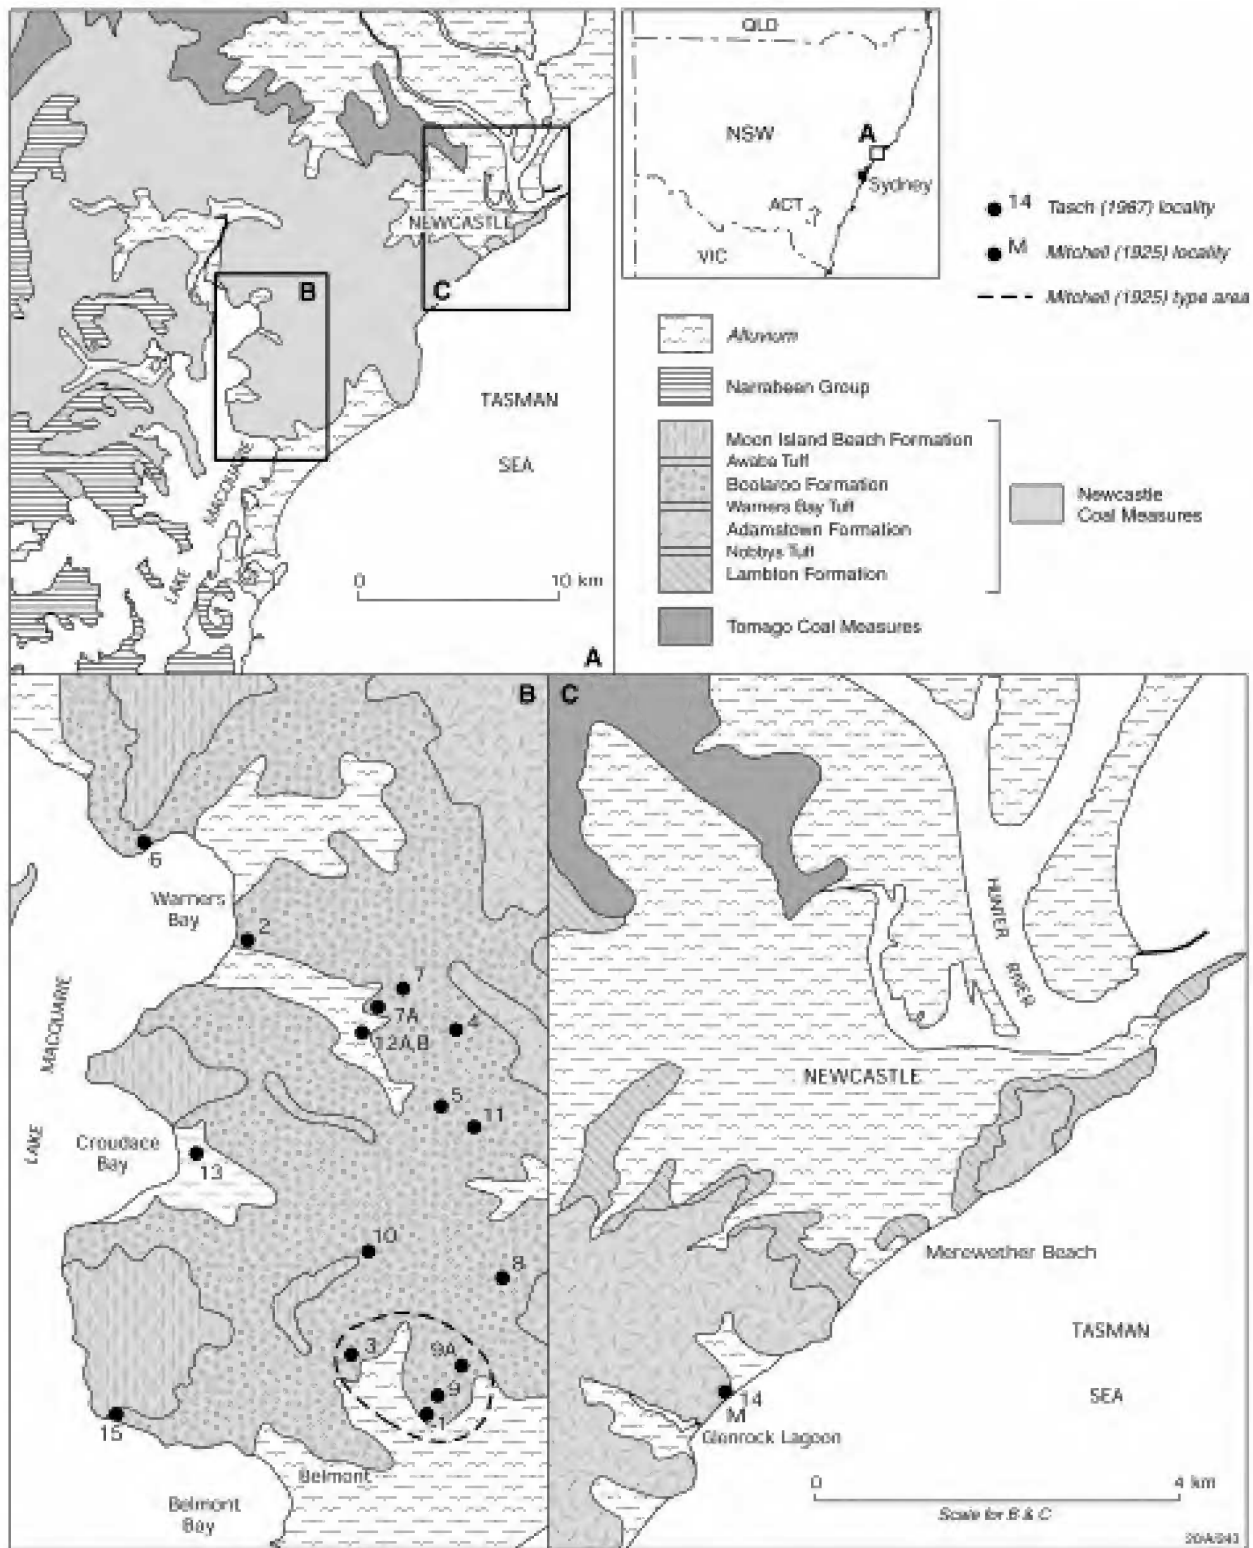 QLD
NSW
A
Sydney
ACT
VIC
14 Tasch (1987) locality
M Mitchell (1925) locality
Mitchell (1925) type area
Alluvium
Narrabeen Group
Moon Island Beach Formation
Awaba Tuff
Boolaroo Formation
Warners Bay Tuff
Adamstown Formation
Nobbys Tuff
Lambton Formation
Newcastle
Coal Measures
Tomago Coal Measures
NEWCASTLE
B
C
TASMAN
SEA
LAKE MACQUARIE
0 10 km
A
B
6
Warners
Bay
2
7
7A
4
12A,B
LAKE MACQUARIE
5
11
Croudace
Bay
13
10
8
3
9A
9
1
15
Belmont
Belmont
Bay
C
HUNTER
RIVER
NEWCASTLE
Merewether Beach
TASMAN
SEA
14
M
Glenrock Lagoon
0 4 km
Scale for B & C